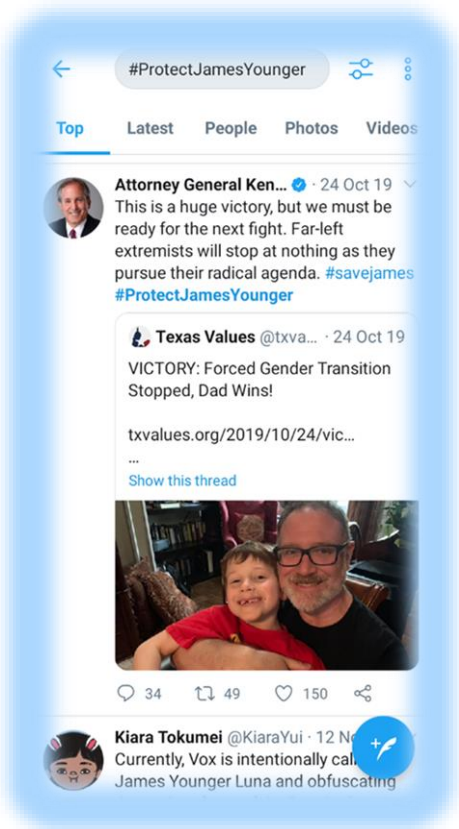 #ProtectJamesYounger
Top Latest People Photos Videos
Attorney General Ken... · 24 Oct 19
This is a huge victory, but we must be
ready for the next fight. Far-left
extremists will stop at nothing as they
pursue their radical agenda. #savejames
#ProtectJamesYounger
Texas Values @txva... · 24 Oct 19
VICTORY: Forced Gender Transition
Stopped, Dad Wins!
txvalues.org/2019/10/24/vic...
...
Show this thread
34 49 150
Kiara Tokumei @KiaraYui · 12
Currently, Vox is intentionally
James Younger Luna and obfuscating